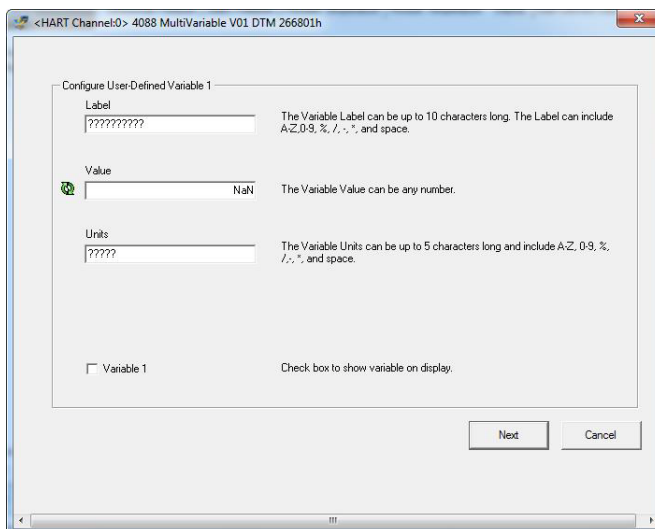 <HART Channel:0> 4088 MultiVariable V01 DTM 266801h
Configure User-Defined Variable 1
Label
??????????
The Variable Label can be up to 10 characters long. The Label can include
A-Z,0-9, %, /, -, *, and space.
Value
NaN
The Variable Value can be any number.
Units
?????
The Variable Units can be up to 5 characters long and include A-Z, 0-9, %,
/,-, *, and space.
Variable 1
Check box to show variable on display.
Next
Cancel